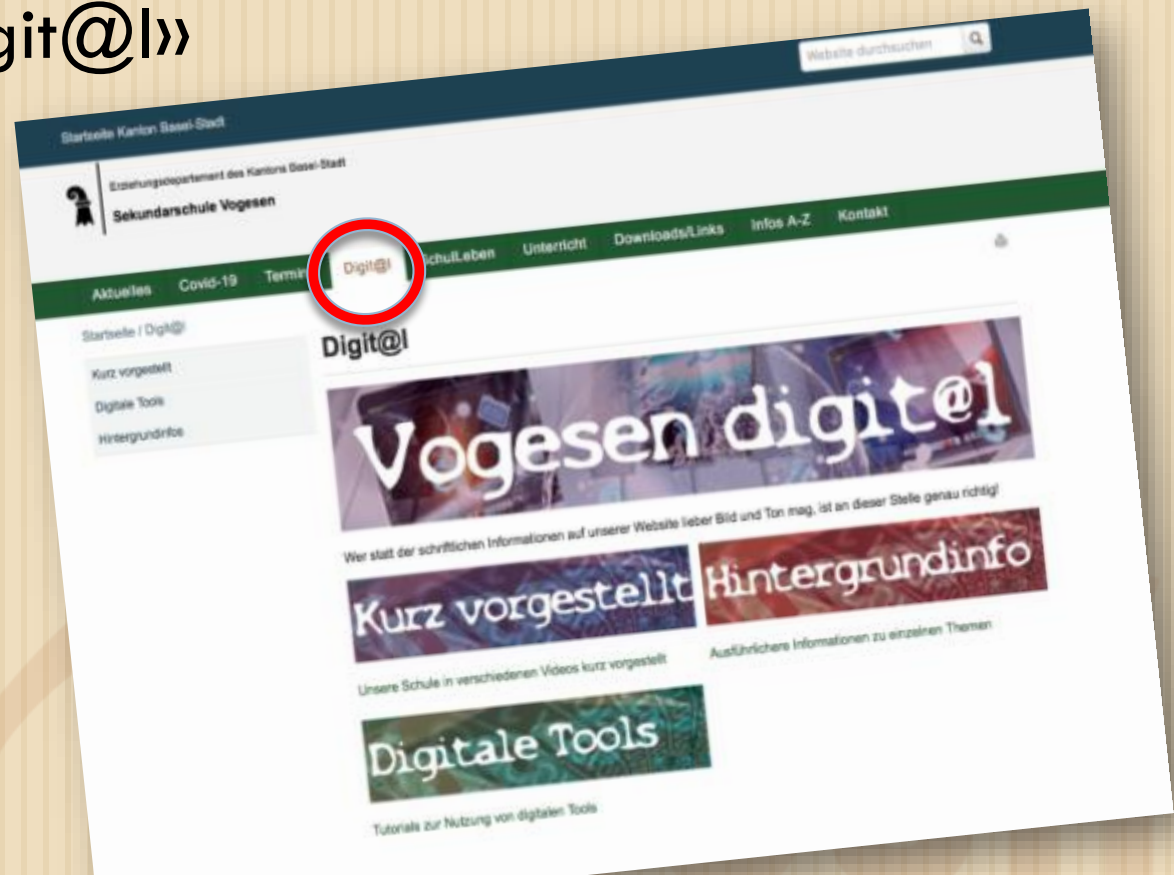 git@l»
Website durchsuchen
Startseite Kanton Basel-Stadt
Erziehungsdepartement des Kantons Basel-Stadt
Sekundarschule Vogesen
Aktuelles Covid-19 Termin Digit@l SchulLeben Unterricht Downloads/Links Infos A-Z Kontakt
Startseite / Digit@l
Kurz vorgestellt
Digitale Tools
Hintergrundinfos
Digit@l
Vogesen digit@l
Wer statt der schriftlichen Informationen auf unserer Website lieber Bild und Ton mag, ist an dieser Stelle genau richtig!
Kurz vorgestellt
Hintergrundinfo
Unsere Schule in verschiedenen Videos kurz vorgestellt
Ausführlichere Informationen zu einzelnen Themen
Digitale Tools
Tutorials zur Nutzung von digitalen Tools